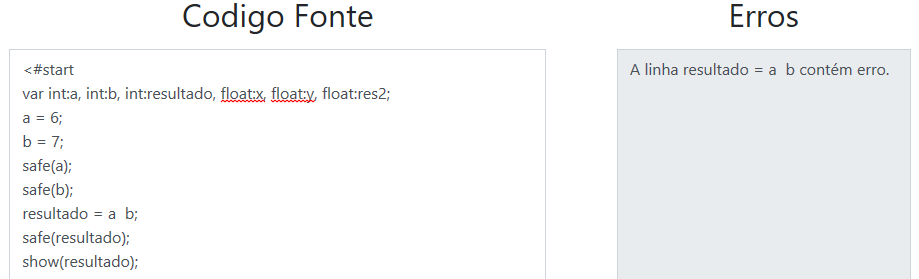 Codigo Fonte
<#start
var int:a, int:b, int:resultado, float:x, float:y, float:res2;
a = 6;
b = 7;
safe(a);
safe(b);
resultado = a  b;
safe(resultado);
show(resultado);
Erros
A linha resultado = a  b contém erro.